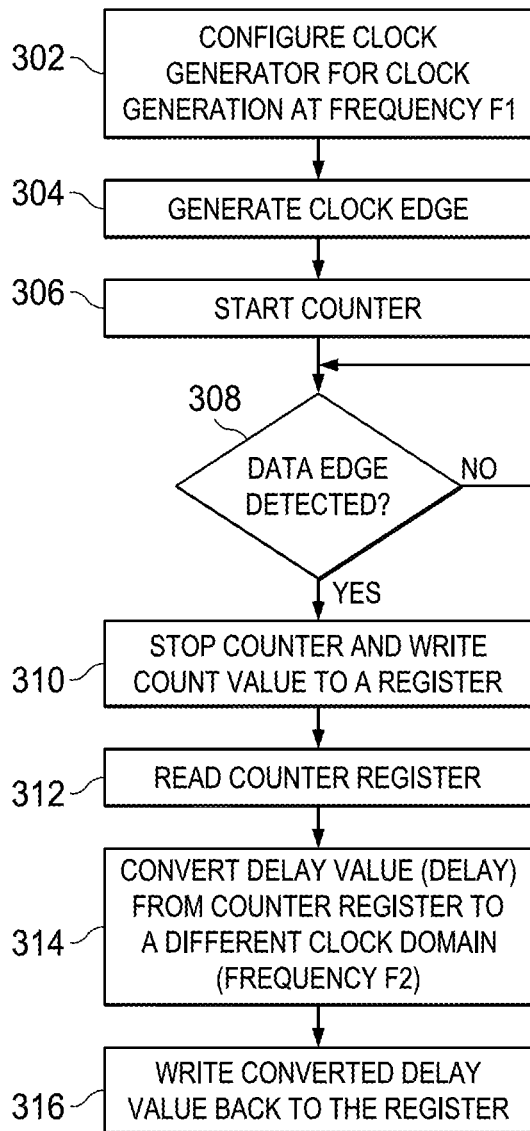 302
CONFIGURE CLOCK
GENERATOR FOR CLOCK
GENERATION AT FREQUENCY F1
304
GENERATE CLOCK EDGE
306
START COUNTER
308
DATA EDGE
DETECTED?
NO
YES
310
STOP COUNTER AND WRITE
COUNT VALUE TO A REGISTER
312
READ COUNTER REGISTER
314
CONVERT DELAY VALUE (DELAY)
FROM COUNTER REGISTER TO
A DIFFERENT CLOCK DOMAIN
(FREQUENCY F2)
316
WRITE CONVERTED DELAY
VALUE BACK TO THE REGISTER